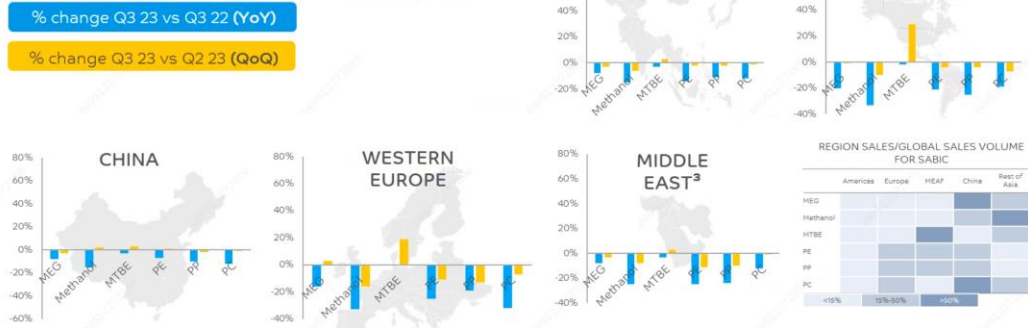 % change Q3 23 vs Q3 22 (YoY)
% change Q3 23 vs Q2 23 (QoQ)
40%
20%
0%
-20%
MEG
Methanol
MTBE
PE
PP
PC
40%
20%
0%
-20%
-40%
MEG
Methanol
MTBE
PE
PP
PC
CHINA
80%
60%
40%
20%
0%
-20%
-40%
-60%
MEG
Methanol
MTBE
PE
PP
PC
WESTERN
EUROPE
80%
60%
40%
20%
0%
-20%
-40%
MEG
Methanol
MTBE
PE
PP
PC
MIDDLE
EAST³
80%
60%
40%
20%
0%
-20%
-40%
MEG
Methanol
MTBE
PE
PP
PC
REGION SALES/GLOBAL SALES VOLUME
FOR SABIC
Americas Europe MEAF China Rest of
Asia
MEG
Methanol
MTBE
PE
PP
PC
<15% 15%-50% >50%